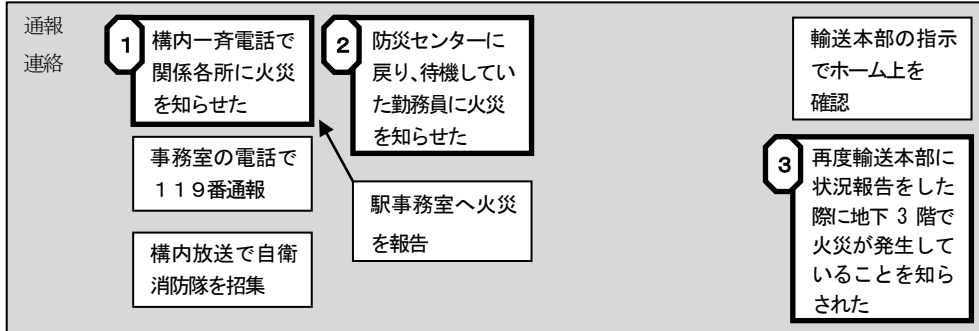 通報
連絡
1
構内一斉電話で
関係各所に火災
を知らせた
事務室の電話で
119番通報
構内放送で自衛
消防隊を招集
2
防災センターに
戻り、待機してい
た勤務員に火災
を知らせた
駅事務室へ火災
を報告
輸送本部の指示
でホーム上を
確認
3
再度輸送本部に
状況報告をした
際に地下 3 階で
火災が発生して
いることを知ら
された